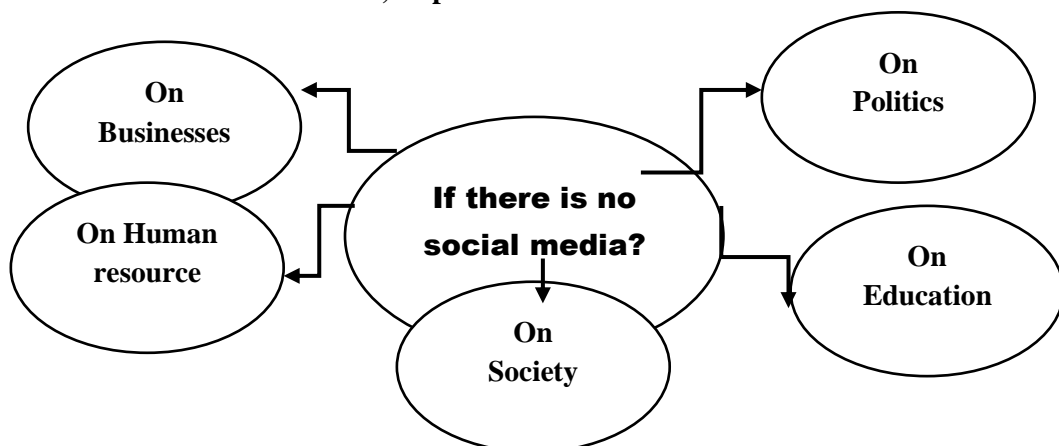 On
Businesses
On Human
resource
If there is no
social media?
On
Society
On
Politics
On
Education